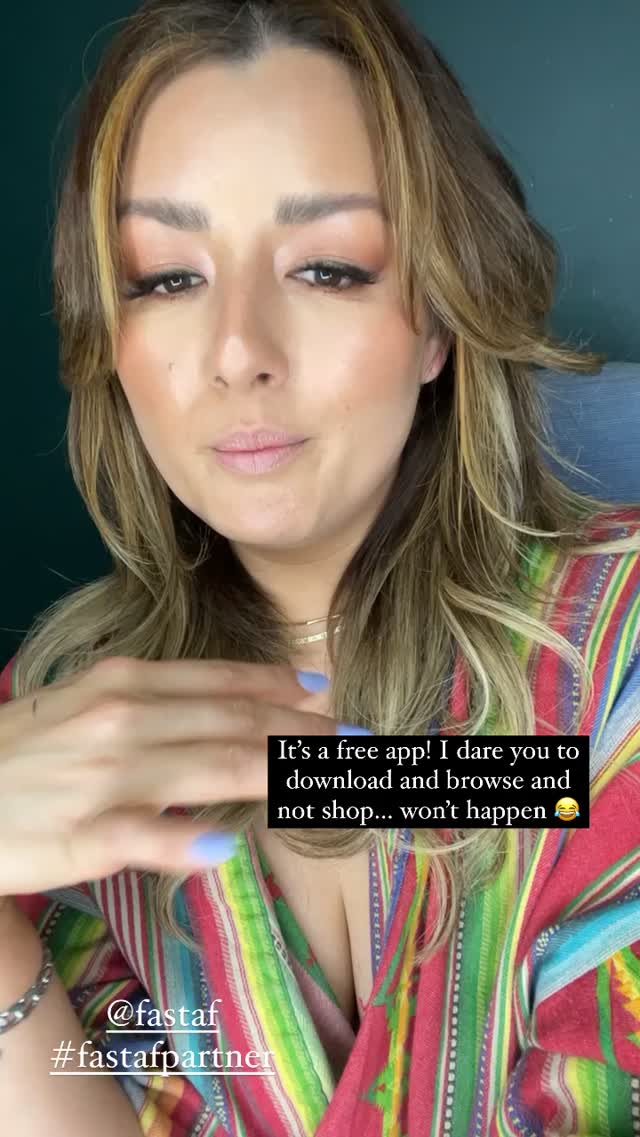 It’s a free app! I dare you to
download and browse and
not shop... won’t happen 😂
@fastaf
#fastafpartner